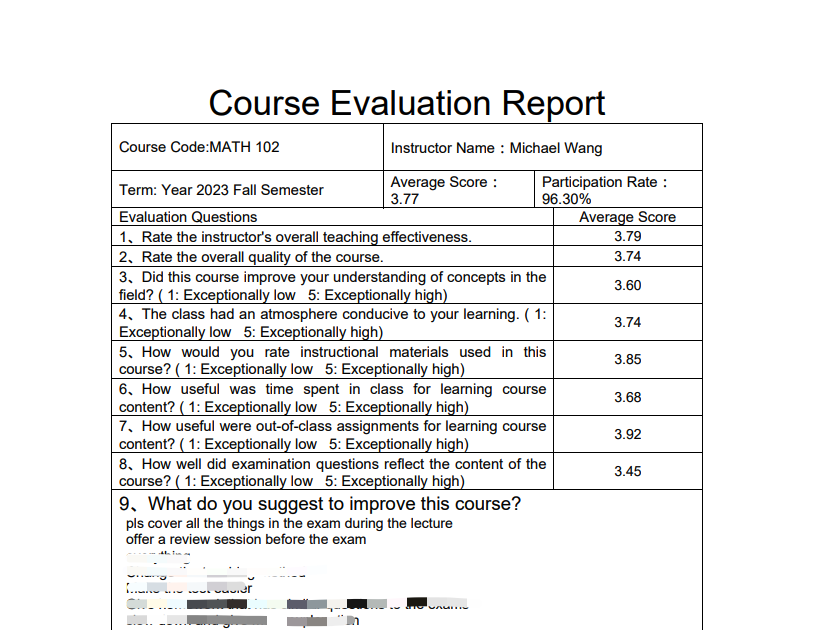 Course Evaluation Report
Course Code:MATH 102
Instructor Name：Michael Wang
Term: Year 2023 Fall Semester
Average Score：
3.77
Participation Rate：
96.30%
Evaluation Questions
Average Score
1、Rate the instructor's overall teaching effectiveness.
3.79
2、Rate the overall quality of the course.
3.74
3、Did this course improve your understanding of concepts in the
field? ( 1: Exceptionally low   5: Exceptionally high)
3.60
4、The class had an atmosphere conducive to your learning. ( 1:
Exceptionally low   5: Exceptionally high)
3.74
5、How would you rate instructional materials used in this
course? ( 1: Exceptionally low   5: Exceptionally high)
3.85
6、How useful was time spent in class for learning course
content? ( 1: Exceptionally low   5: Exceptionally high)
3.68
7、How useful were out-of-class assignments for learning course
content? ( 1: Exceptionally low   5: Exceptionally high)
3.92
8、How well did examination questions reflect the content of the
course? ( 1: Exceptionally low   5: Exceptionally high)
3.45
9、What do you suggest to improve this course?
pls cover all the things in the exam during the lecture
offer a review session before the exam